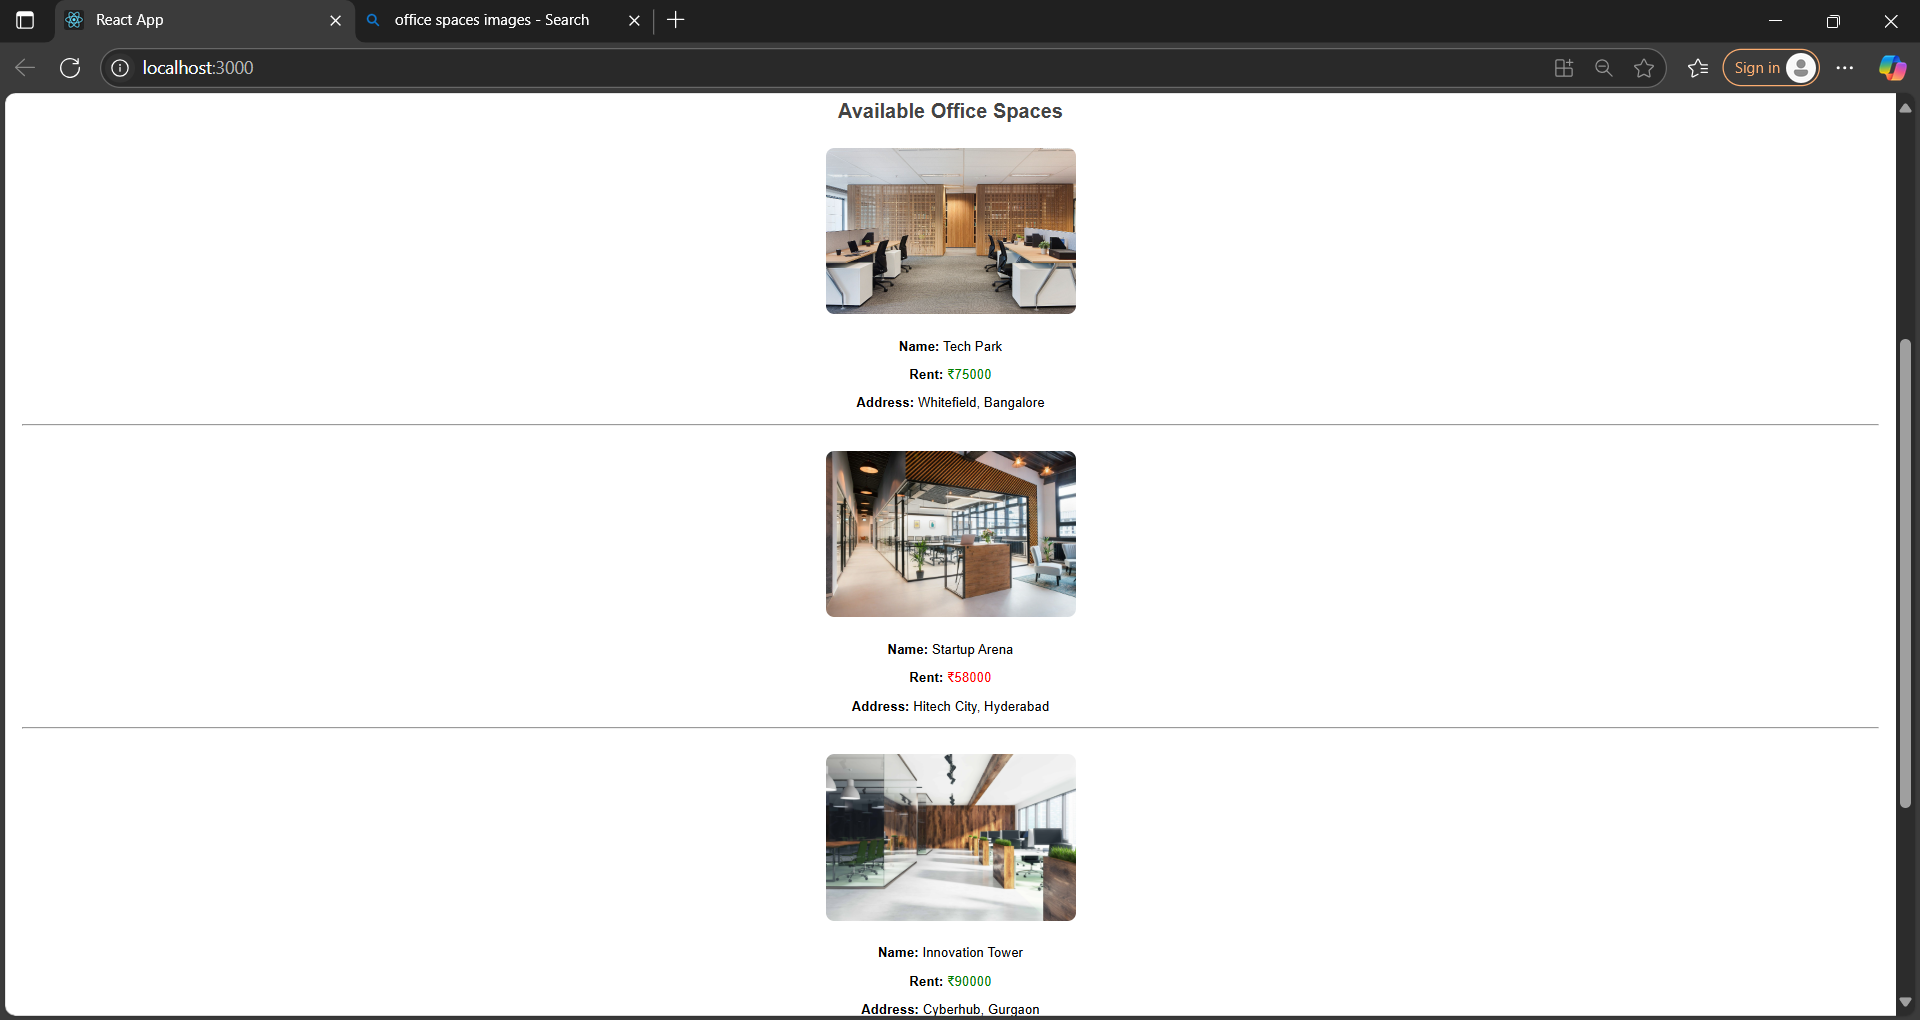 React App
office spaces images - Search
localhost:3000
Sign in
Available Office Spaces
Name: Tech Park
Rent: ₹75000
Address: Whitefield, Bangalore
Name: Startup Arena
Rent: ₹58000
Address: Hitech City, Hyderabad
Name: Innovation Tower
Rent: ₹90000
Address: Cyberhub, Gurgaon